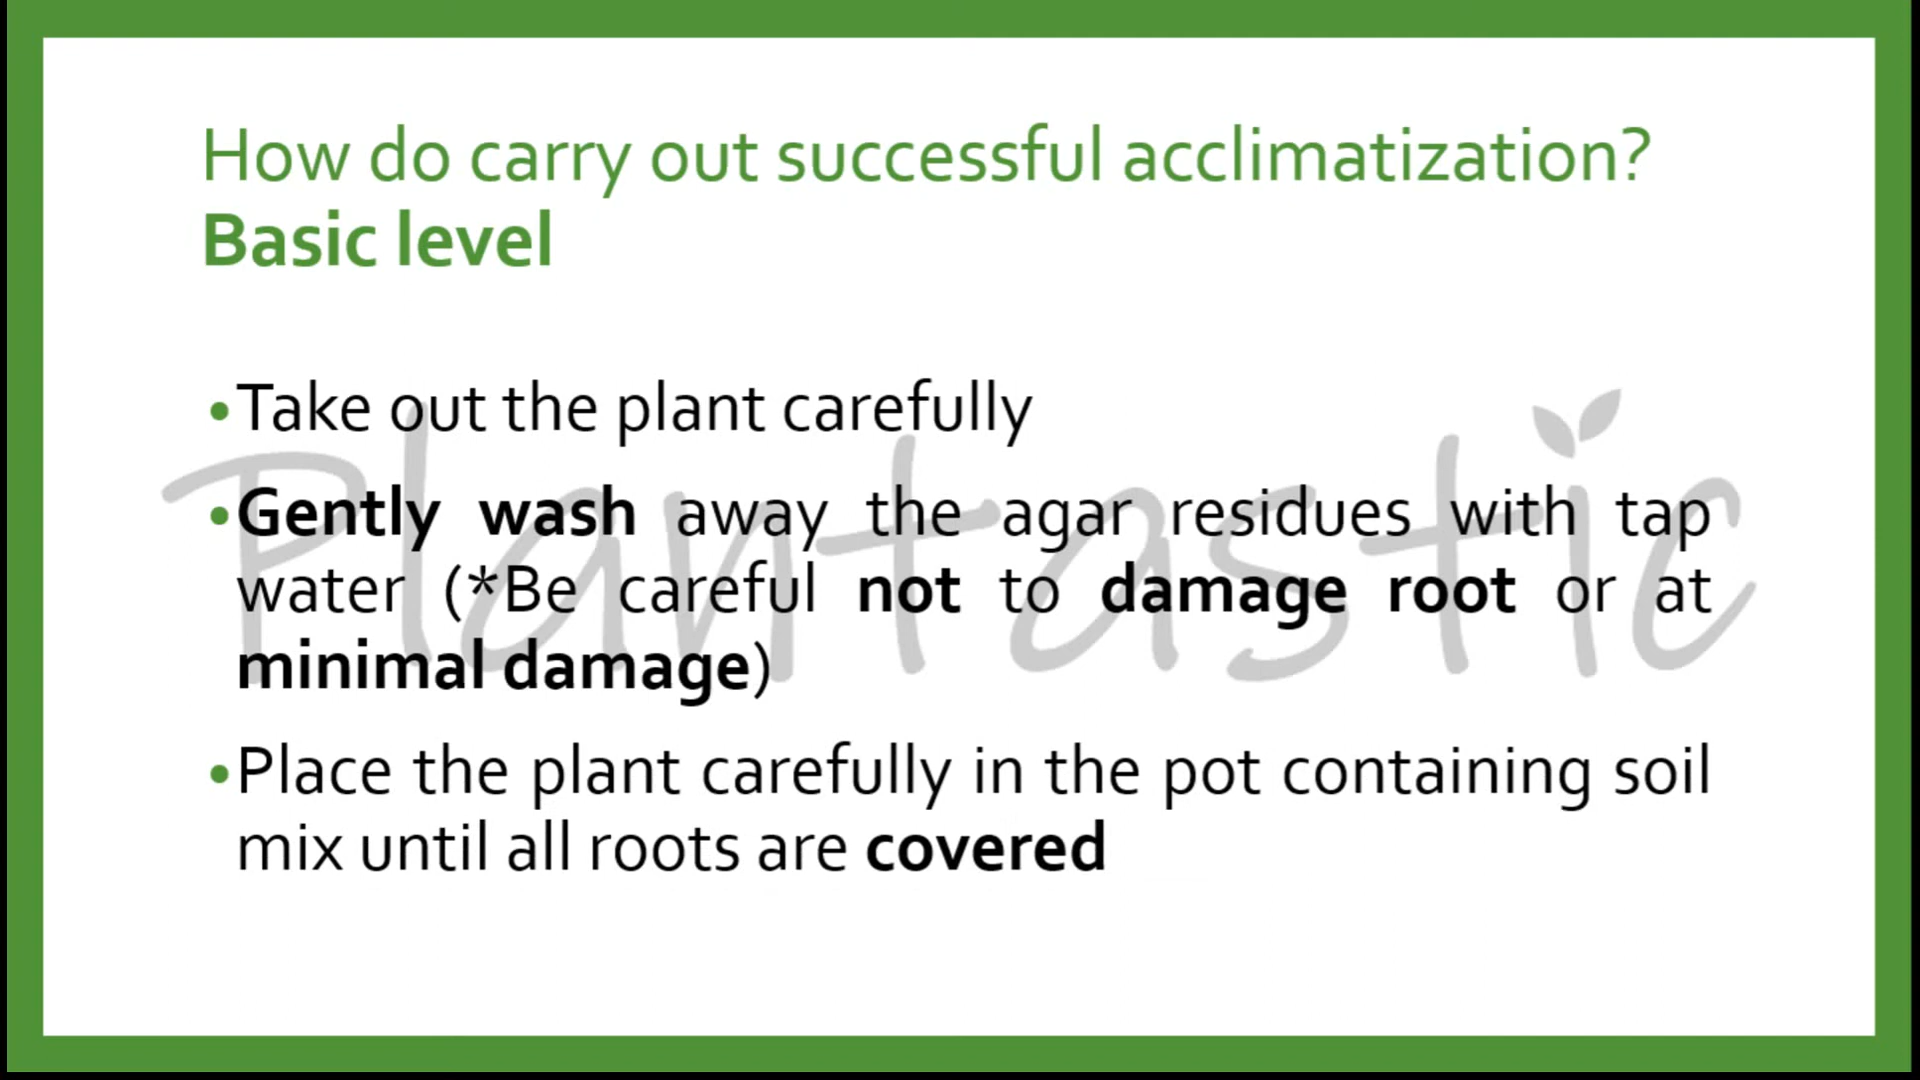 How do carry out successful acclimatization?
Basic level
•Take out the plant carefully
•Gently wash away the agar residues with tap
water (*Be careful not to damage root or at
minimal damage)
•Place the plant carefully in the pot containing soil
mix until all roots are covered
Plantastic